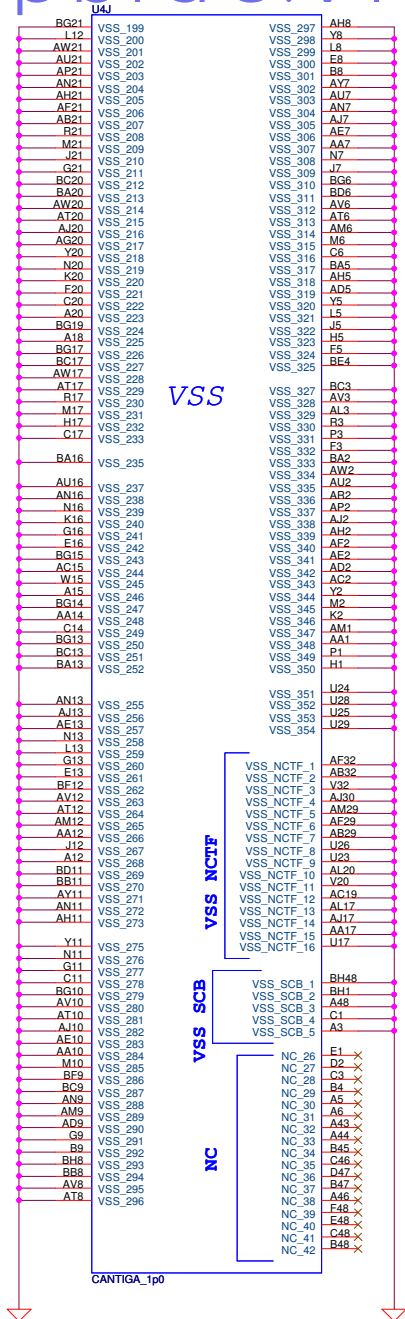 U4J
BG21 VSS_199
L12 VSS_200
AW21 VSS_201
AU21 VSS_202
AP21 VSS_203
AN21 VSS_204
AH21 VSS_205
AF21 VSS_206
AB21 VSS_207
R21 VSS_208
M21 VSS_209
J21 VSS_210
G21 VSS_211
BC20 VSS_212
BA20 VSS_213
AW20 VSS_214
AT20 VSS_215
AJ20 VSS_216
AG20 VSS_217
Y20 VSS_218
N20 VSS_219
K20 VSS_220
F20 VSS_221
C20 VSS_222
A20 VSS_223
BG19 VSS_224
A18 VSS_225
BG17 VSS_226
BC17 VSS_227
AW17 VSS_228
AT17 VSS_229
R17 VSS_230
M17 VSS_231
H17 VSS_232
C17 VSS_233
BA16 VSS_235
AU16 VSS_237
AN16 VSS_238
N16 VSS_239
K16 VSS_240
G16 VSS_241
E16 VSS_242
BG15 VSS_243
AC15 VSS_244
W15 VSS_245
A15 VSS_246
BG14 VSS_247
AA14 VSS_248
C14 VSS_249
BG13 VSS_250
BC13 VSS_251
BA13 VSS_252
AN13 VSS_255
AJ13 VSS_256
AE13 VSS_257
N13 VSS_258
L13 VSS_259
G13 VSS_260
E13 VSS_261
BF12 VSS_262
AV12 VSS_263
AT12 VSS_264
AM12 VSS_265
AA12 VSS_266
J12 VSS_267
A12 VSS_268
BD11 VSS_269
BB11 VSS_270
AY11 VSS_271
AN11 VSS_272
AH11 VSS_273
Y11 VSS_275
N11 VSS_276
G11 VSS_277
C11 VSS_278
BG10 VSS_279
AV10 VSS_280
AT10 VSS_281
AJ10 VSS_282
AE10 VSS_283
AA10 VSS_284
M10 VSS_285
BF9 VSS_286
BC9 VSS_287
AN9 VSS_288
AM9 VSS_289
AD9 VSS_290
G9 VSS_291
B9 VSS_292
BH8 VSS_293
BB8 VSS_294
AV8 VSS_295
AT8 VSS_296
VSS
VSS_297 AH8
VSS_298 Y8
VSS_299 L8
VSS_300 E8
VSS_301 B8
VSS_302 AY7
VSS_303 AU7
VSS_304 AN7
VSS_305 AJ7
VSS_306 AE7
VSS_307 AA7
VSS_308 N7
VSS_309 J7
VSS_310 BG6
VSS_311 BD6
VSS_312 AV6
VSS_313 AT6
VSS_314 AM6
VSS_315 M6
VSS_316 C6
VSS_317 BA5
VSS_318 AH5
VSS_319 AD5
VSS_320 Y5
VSS_321 L5
VSS_322 J5
VSS_323 H5
VSS_324 F5
VSS_325 BE4
VSS_327 BC3
VSS_328 AV3
VSS_329 AL3
VSS_330 R3
VSS_331 P3
VSS_332 F3
VSS_333 BA2
VSS_334 AW2
VSS_335 AU2
VSS_336 AR2
VSS_337 AP2
VSS_338 AJ2
VSS_339 AH2
VSS_340 AF2
VSS_341 AE2
VSS_342 AD2
VSS_343 AC2
VSS_344 Y2
VSS_345 M2
VSS_346 K2
VSS_347 AM1
VSS_348 AA1
VSS_349 P1
VSS_350 H1
VSS_351 U24
VSS_352 U28
VSS_353 U25
VSS_354 U29
VSS NCTF
VSS_NCTF_1 AF32
VSS_NCTF_2 AB32
VSS_NCTF_3 V32
VSS_NCTF_4 AJ30
VSS_NCTF_5 AM29
VSS_NCTF_6 AF29
VSS_NCTF_7 AB29
VSS_NCTF_8 U26
VSS_NCTF_9 U23
VSS_NCTF_10 AL20
VSS_NCTF_11 V20
VSS_NCTF_12 AC19
VSS_NCTF_13 AL17
VSS_NCTF_14 AJ17
VSS_NCTF_15 AA17
VSS_NCTF_16 U17
VSS SCB
VSS_SCB_1 BH48
VSS_SCB_2 BH1
VSS_SCB_3 A48
VSS_SCB_4 C1
VSS_SCB_5 A3
NC
NC_26 E1
NC_27 D2
NC_28 C3
NC_29 B4
NC_30 A5
NC_31 A6
NC_32 A43
NC_33 A44
NC_34 B45
NC_35 C46
NC_36 D47
NC_37 B47
NC_38 A46
NC_39 F48
NC_40 E48
NC_41 C48
NC_42 B48
CANTIGA_1p0